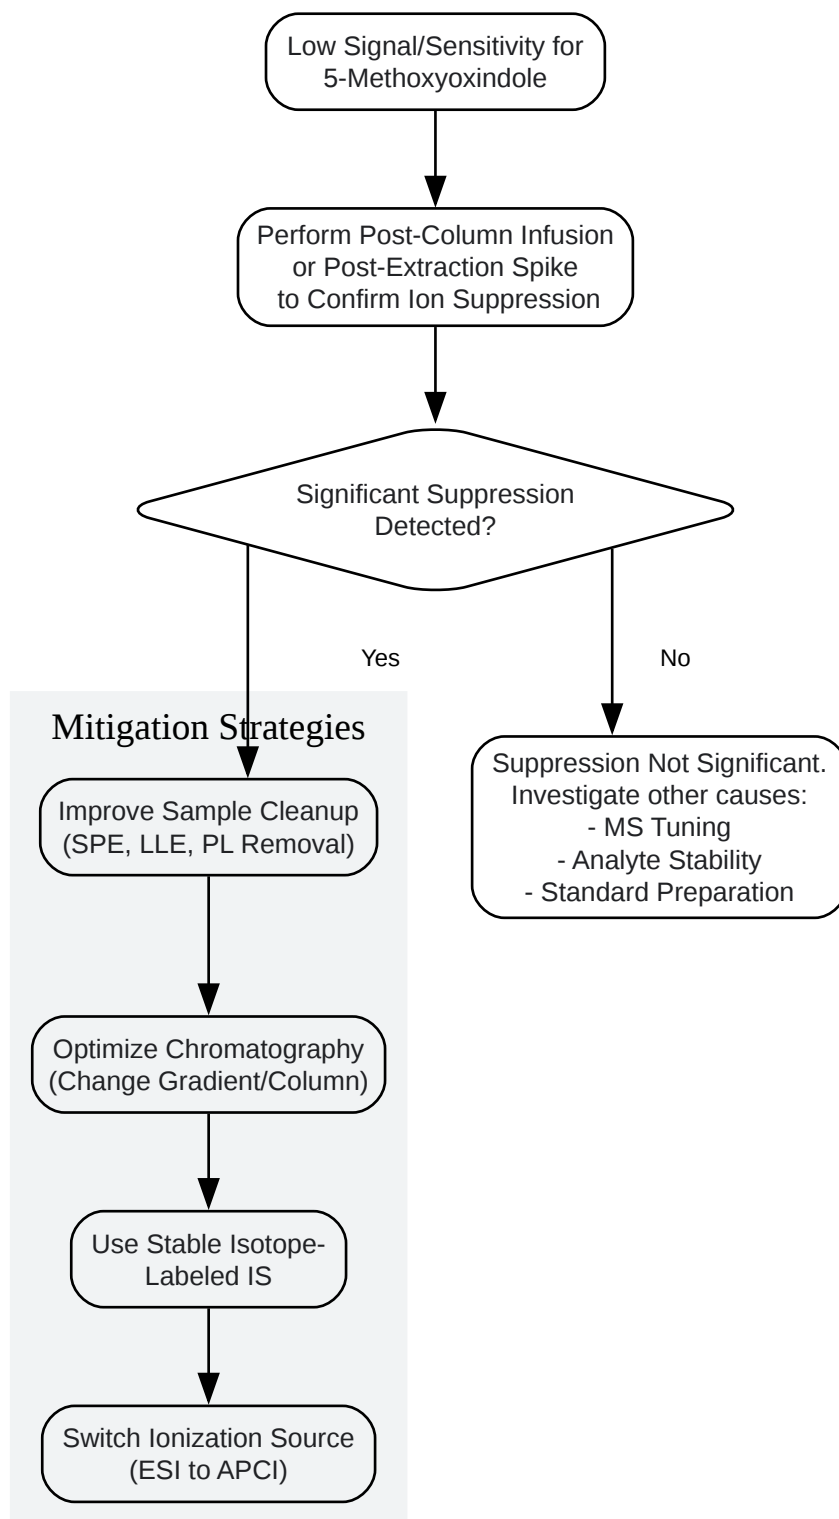 Low Signal/Sensitivity for
5-Methoxyoxindole
Perform Post-Column Infusion
or Post-Extraction Spike
to Confirm Ion Suppression
Significant Suppression
Detected?
Yes
No
Mitigation Strategies
Improve Sample Cleanup
(SPE, LLE, PL Removal)
Suppression Not Significant.
Investigate other causes:
- MS Tuning
- Analyte Stability
- Standard Preparation
Optimize Chromatography
(Change Gradient/Column)
Use Stable Isotope-
Labeled IS
Switch Ionization Source
(ESI to APCI)